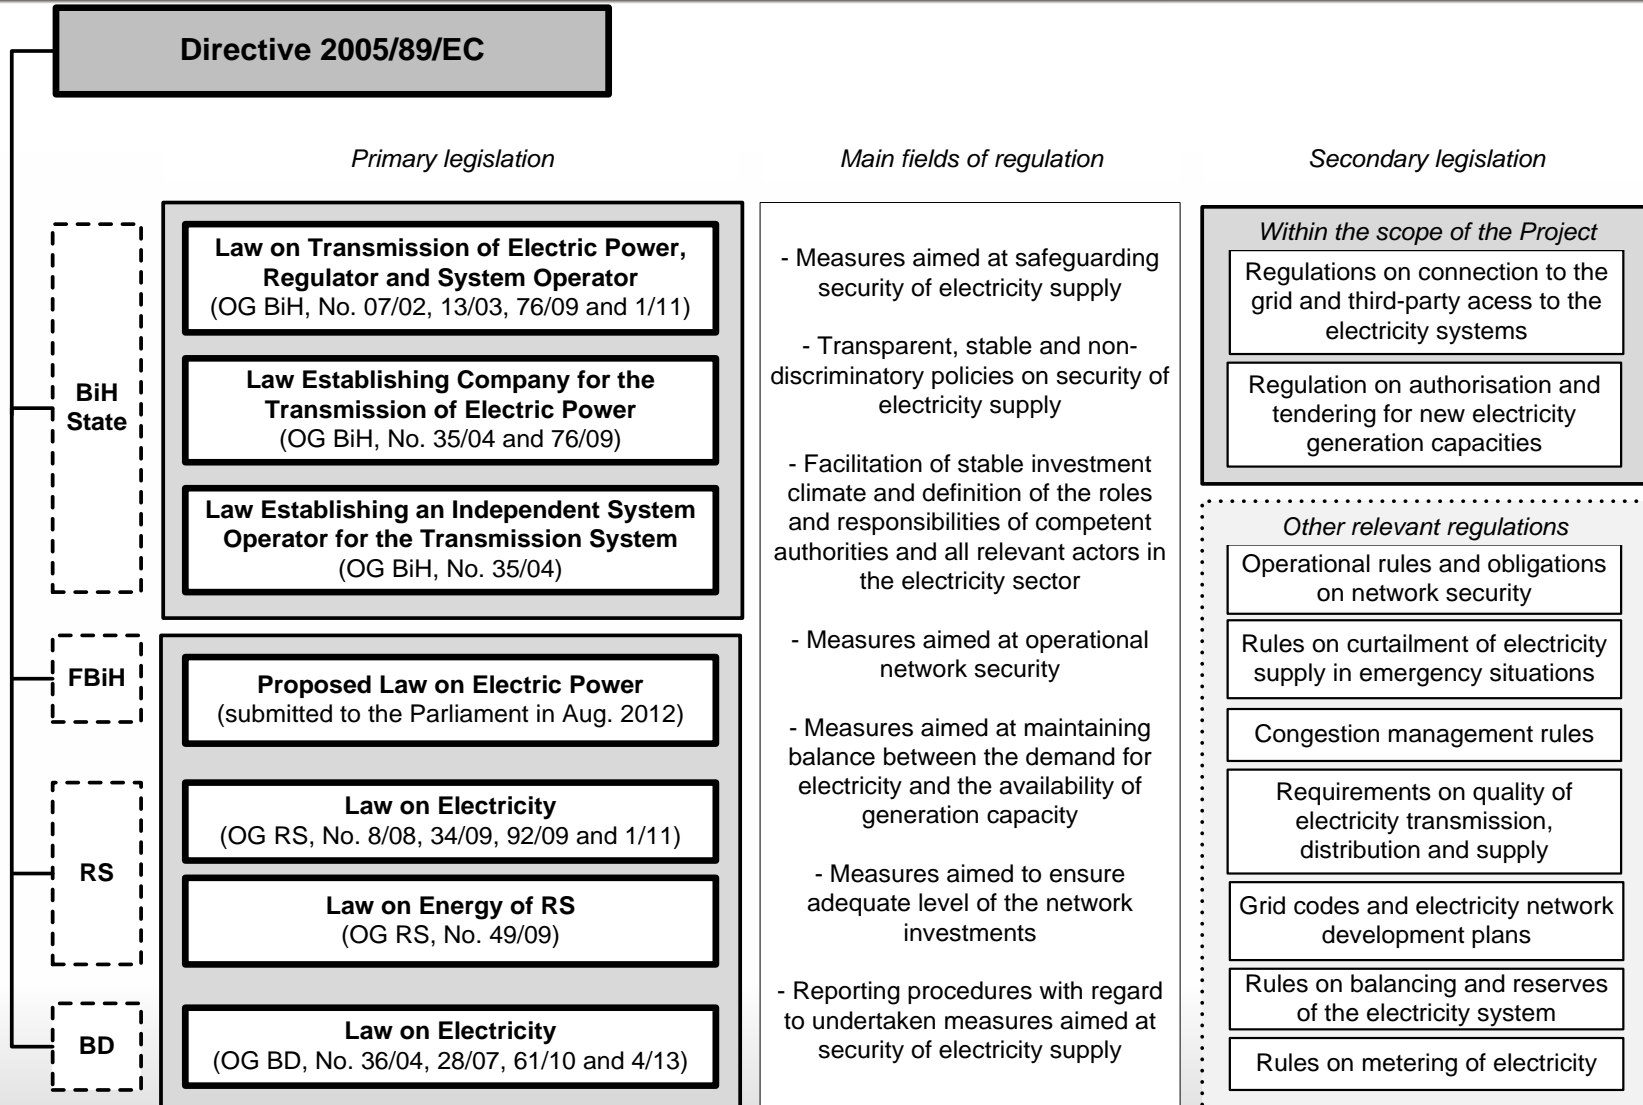 Directive 2005/89/EC
Primary legislation
Main fields of regulation
Secondary legislation
BiH
State
Law on Transmission of Electric Power,
Regulator and System Operator
(OG BiH, No. 07/02, 13/03, 76/09 and 1/11)
Law Establishing Company for the
Transmission of Electric Power
(OG BiH, No. 35/04 and 76/09)
Law Establishing an Independent System
Operator for the Transmission System
(OG BiH, No. 35/04)
FBiH
Proposed Law on Electric Power
(submitted to the Parliament in Aug. 2012)
RS
Law on Electricity
(OG RS, No. 8/08, 34/09, 92/09 and 1/11)
Law on Energy of RS
(OG RS, No. 49/09)
BD
Law on Electricity
(OG BD, No. 36/04, 28/07, 61/10 and 4/13)
- Measures aimed at safeguarding
security of electricity supply
- Transparent, stable and non-
discriminatory policies on security of
electricity supply
- Facilitation of stable investment
climate and definition of the roles
and responsibilities of competent
authorities and all relevant actors in
the electricity sector
- Measures aimed at operational
network security
- Measures aimed at maintaining
balance between the demand for
electricity and the availability of
generation capacity
- Measures aimed to ensure
adequate level of the network
investments
- Reporting procedures with regard
to undertaken measures aimed at
security of electricity supply
Within the scope of the Project
Regulations on connection to the
grid and third-party acess to the
electricity systems
Regulation on authorisation and
tendering for new electricity
generation capacities
Other relevant regulations
Operational rules and obligations
on network security
Rules on curtailment of electricity
supply in emergency situations
Congestion management rules
Requirements on quality of
electricity transmission,
distribution and supply
Grid codes and electricity network
development plans
Rules on balancing and reserves
of the electricity system
Rules on metering of electricity